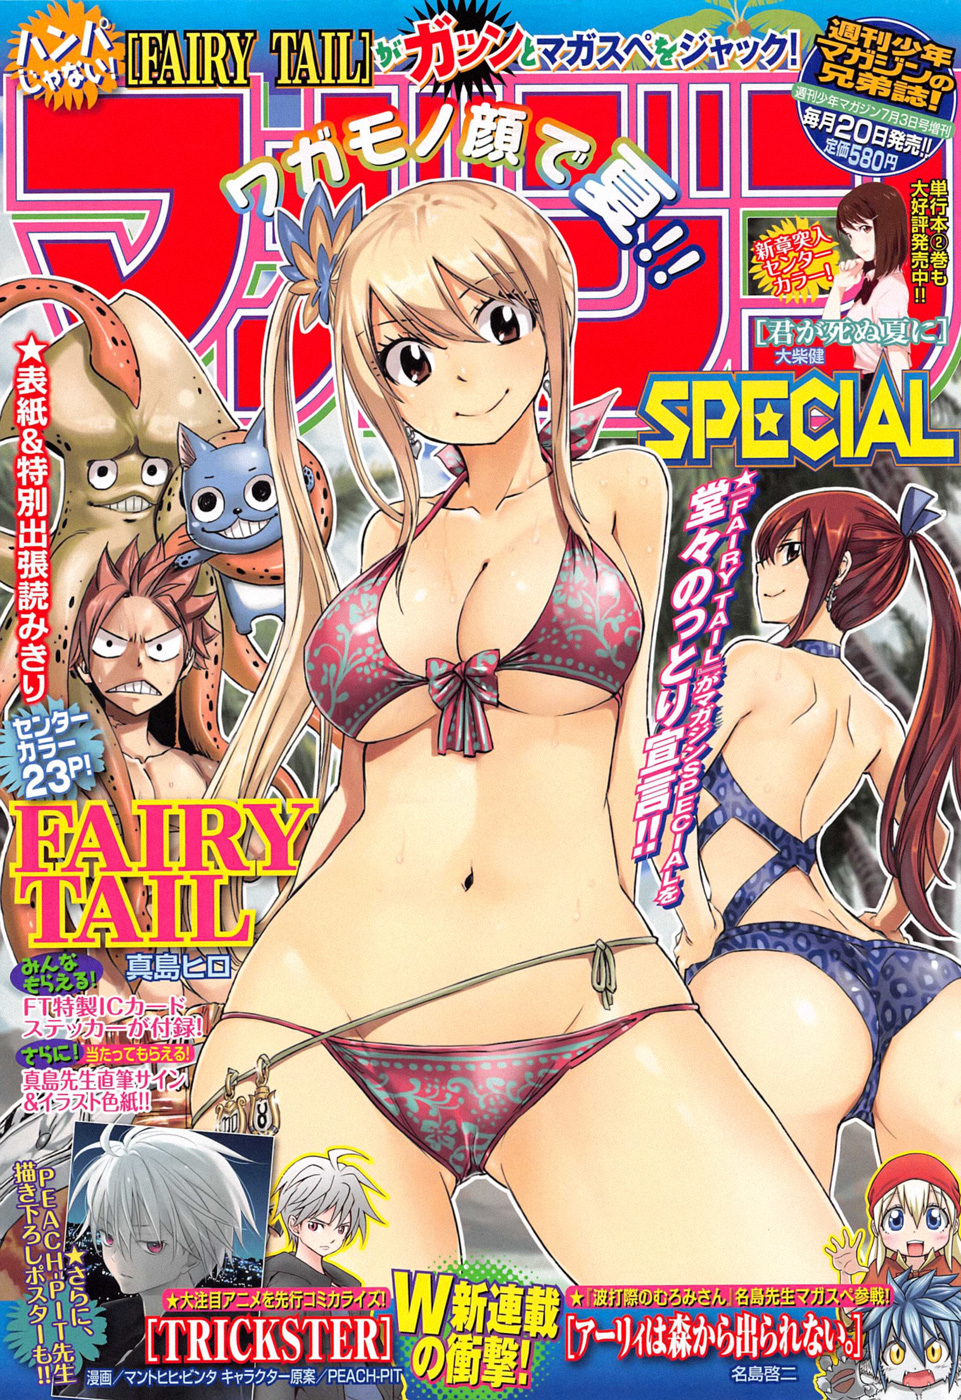 ハンパじゃない!
[FAIRY TAIL]がガツンとマガスペをジャック!
マガジン
SPECIAL
ワガモノ顔で夏!!
週刊少年
マガジンの
兄弟誌!
週刊少年マガジン7月3日号増刊
毎月20日発売!!
定価580円
単行本②巻も
大好評発売中!!
新章突入
センター
カラー!
[君が死ぬ夏に]
大柴健
★表紙&特別出張読みきり
センター
カラー
23P!
FAIRY
TAIL
真島ヒロ
★『FAIRY TAIL』がマガジンSPECIALを
堂々のっとり宣言!!
みんな
もらえる!
FT特製ICカード
ステッカーが付録!
さらに!
当たってもらえる!
真島先生直筆サイン
&イラスト色紙!!
★さらに、
PEACH-PIT先生
描き下ろしポスターも!!
★大注目アニメを先行コミカライズ!
[TRICKSTER]
漫画/マントヒヒ・ビンタ キャラクター原案/PEACH-PIT
W新連載
の衝撃!
★『波打際のむろみさん』名島先生マガスペ参戦!
[アーリィは森から出られない。]
名島啓二